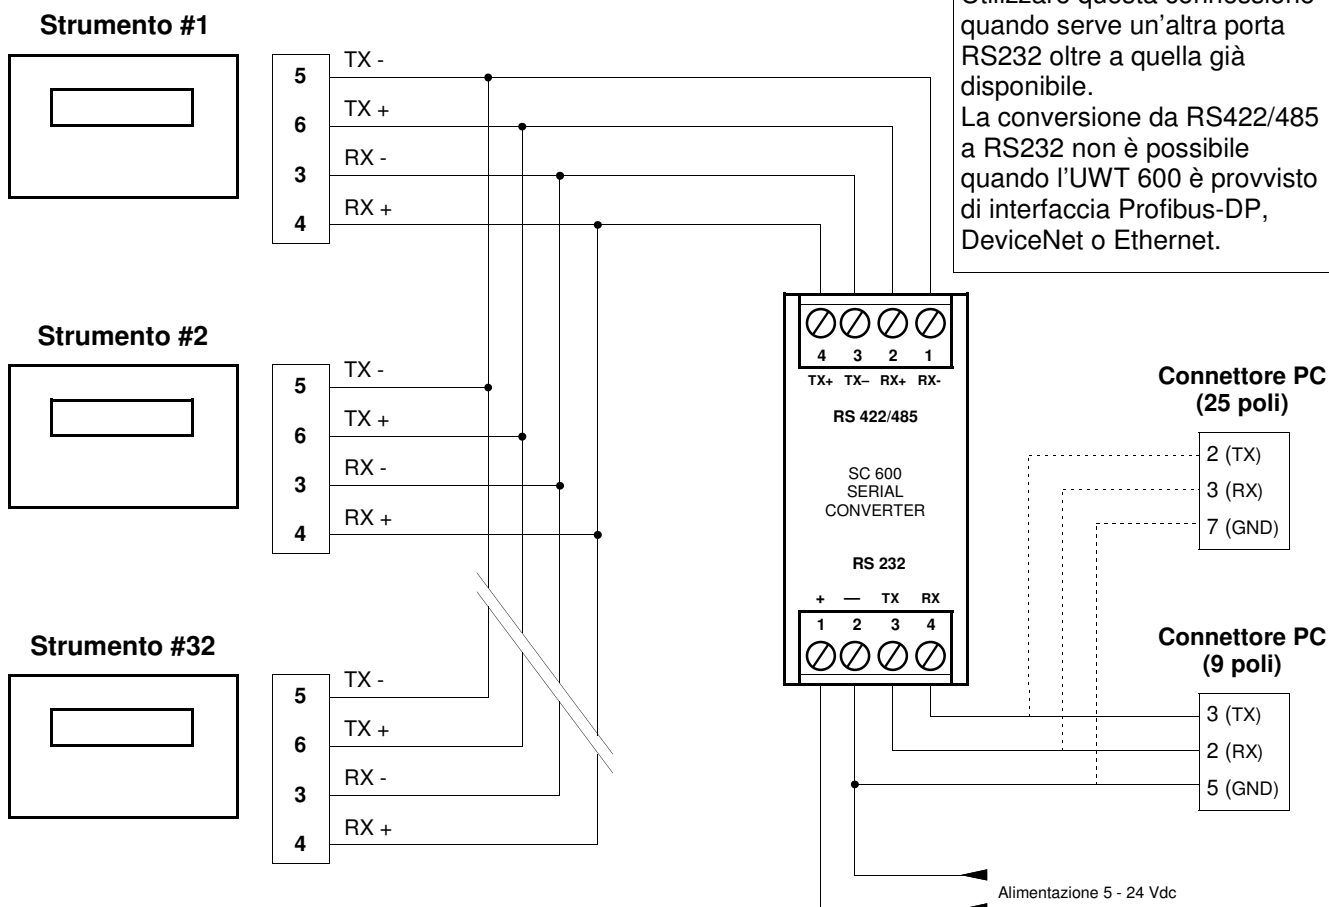 Utilizzare questa connessione
quando serve un'altra porta
RS232 oltre a quella già
disponibile.
La conversione da RS422/485
a RS232 non è possibile
quando l'UWT 600 è provvisto
di interfaccia Profibus-DP,
DeviceNet o Ethernet.
Strumento #1
5 TX -
6 TX +
3 RX -
4 RX +
Strumento #2
5 TX -
6 TX +
3 RX -
4 RX +
Strumento #32
5 TX -
6 TX +
3 RX -
4 RX +
4 3 2 1
TX+ TX– RX+ RX-
RS 422/485
SC 600
SERIAL
CONVERTER
RS 232
+ — TX RX
1 2 3 4
Connettore PC
(25 poli)
2 (TX)
3 (RX)
7 (GND)
Connettore PC
(9 poli)
3 (TX)
2 (RX)
5 (GND)
Alimentazione 5 - 24 Vdc